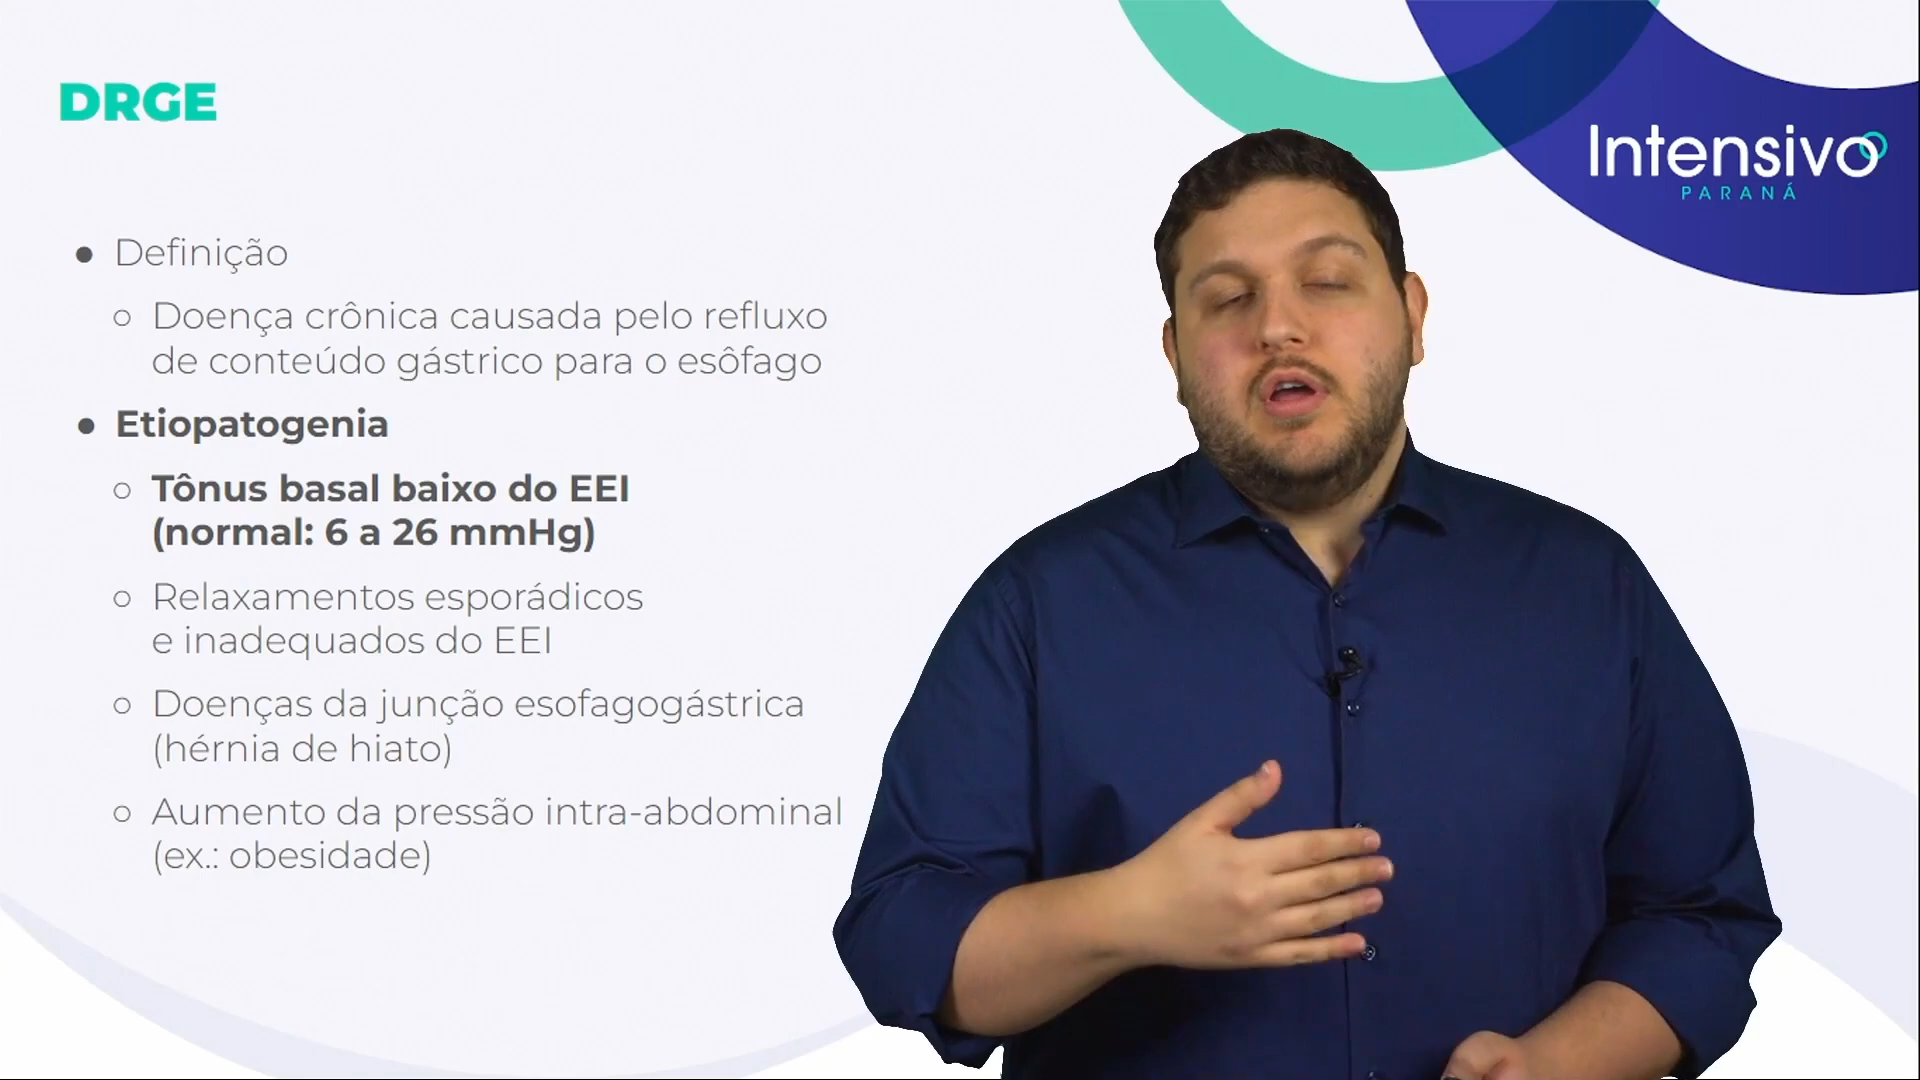 DRGE
Intensivo
PARANÁ
● Definição
○ Doença crônica causada pelo refluxo
de conteúdo gástrico para o esôfago
● Etiopatogenia
○ Tônus basal baixo do EEI
(normal: 6 a 26 mmHg)
○ Relaxamentos esporádicos
e inadequados do EEI
○ Doenças da junção esofagogástrica
(hérnia de hiato)
○ Aumento da pressão intra-abdominal
(ex.: obesidade)